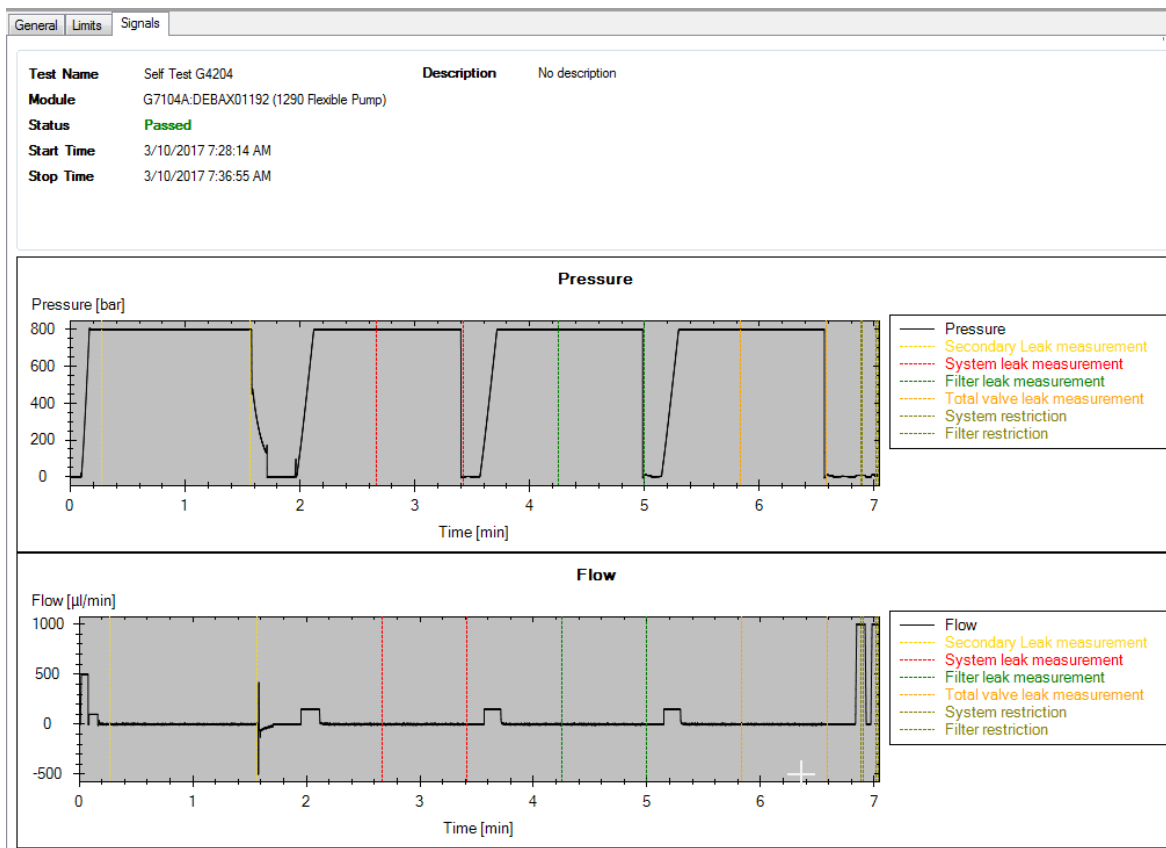 General Limits Signals
Test Name Self Test G4204 Description No description
Module G7104A:DEBAX01192 (1290 Flexible Pump)
Status Passed
Start Time 3/10/2017 7:28:14 AM
Stop Time 3/10/2017 7:36:55 AM
Pressure
Pressure [bar]
800
600
400
200
0
0 1 2 3 4 5 6 7
Time [min]
Pressure
Secondary Leak measurement
System leak measurement
Filter leak measurement
Total valve leak measurement
System restriction
Filter restriction
Flow
Flow [µl/min]
1000
500
0
-500
0 1 2 3 4 5 6 7
Time [min]
Flow
Secondary Leak measurement
System leak measurement
Filter leak measurement
Total valve leak measurement
System restriction
Filter restriction